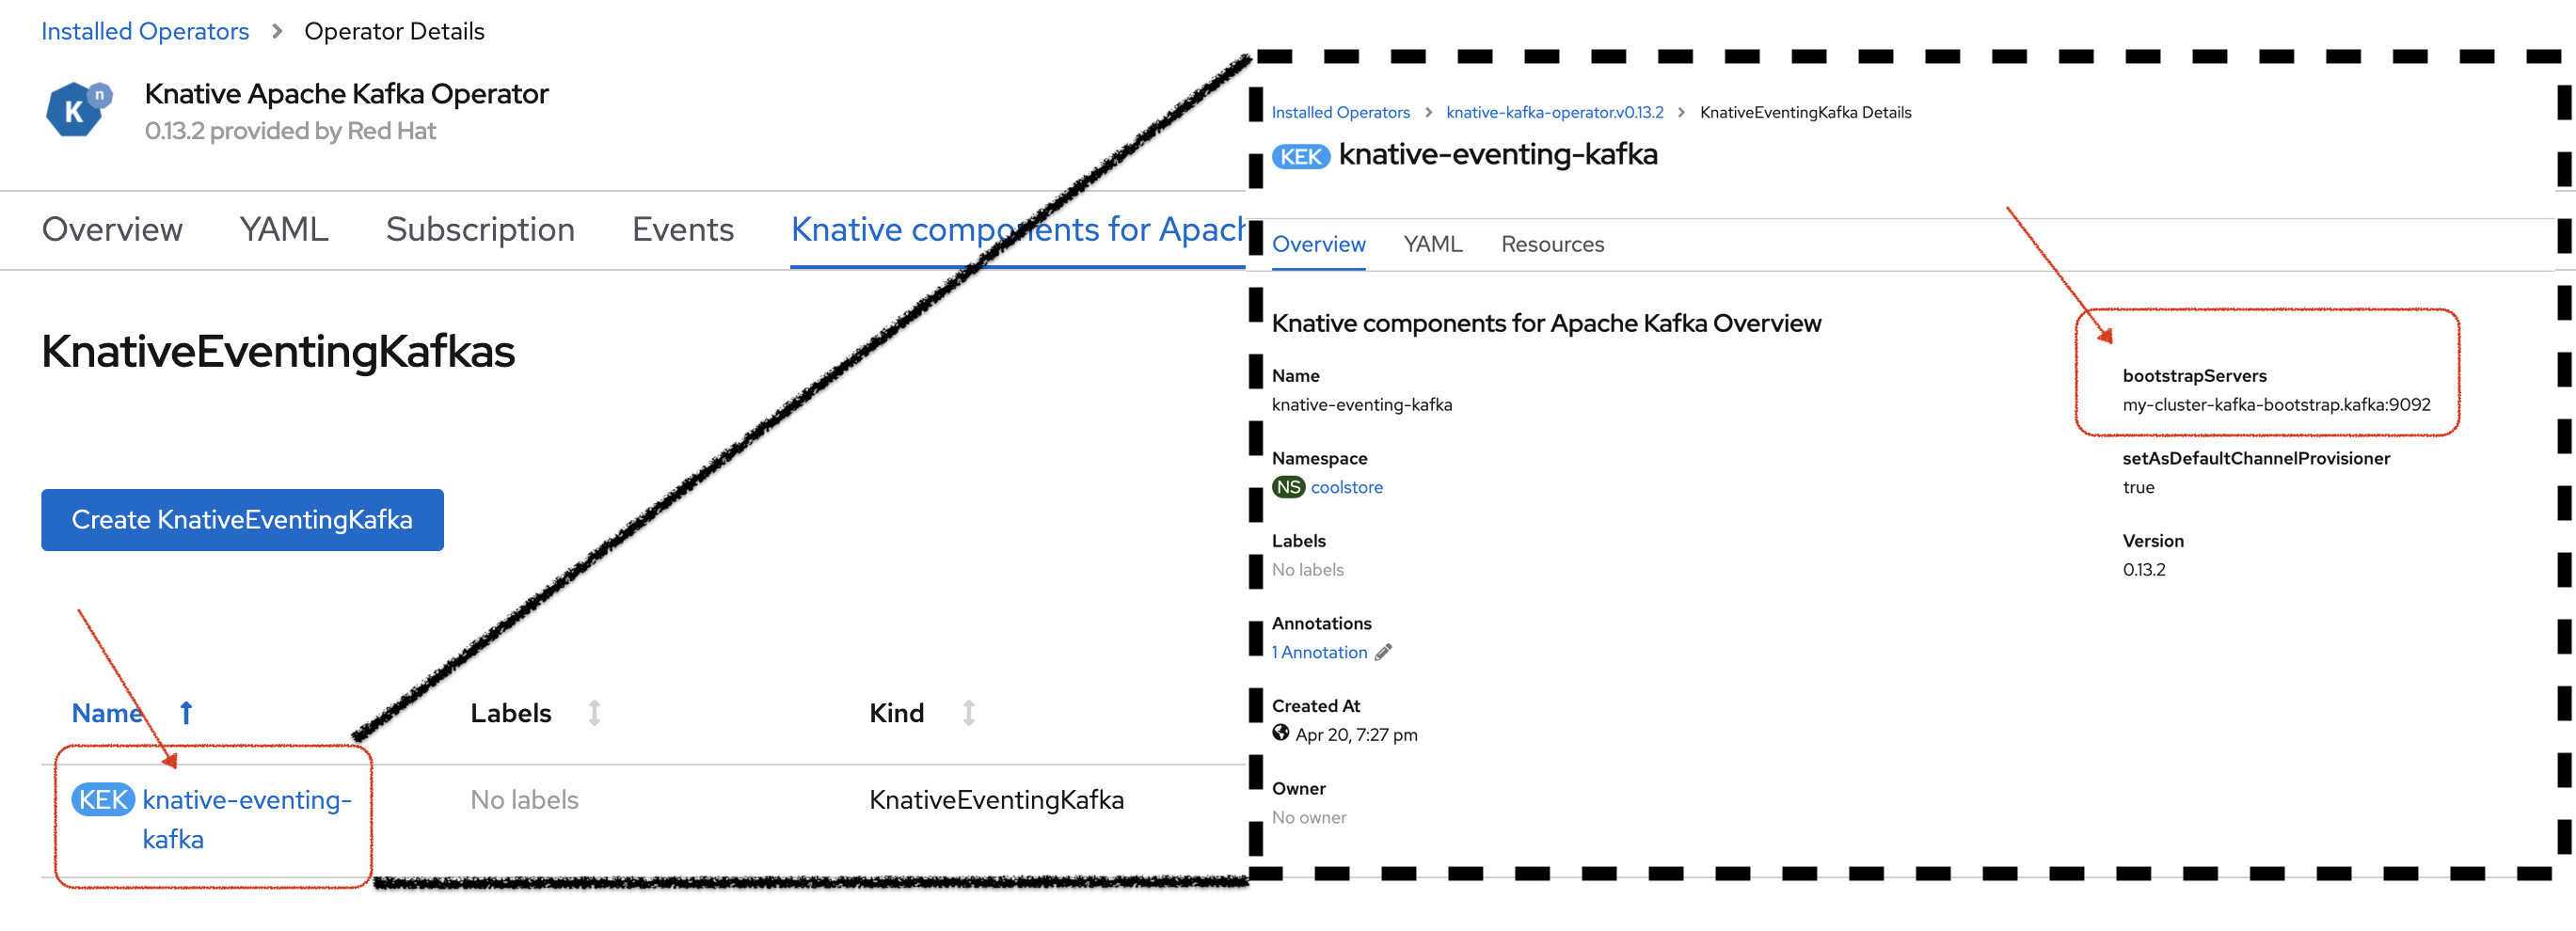 Installed Operators > Operator Details
K n
Knative Apache Kafka Operator
0.13.2 provided by Red Hat
Overview YAML Subscription Events Knative components for Apach
KnativeEventingKafkas
Create KnativeEventingKafka
Name Labels Kind
KEK knative-eventing- No labels KnativeEventingKafka
kafka
Installed Operators > knative-kafka-operator.v0.13.2 > KnativeEventingKafka Details
KEK knative-eventing-kafka
Overview YAML Resources
Knative components for Apache Kafka Overview
Name
knative-eventing-kafka
Namespace
NS coolstore
Labels
No labels
Annotations
1 Annotation
Created At
Apr 20, 7:27 pm
Owner
No owner
bootstrapServers
my-cluster-kafka-bootstrap.kafka:9092
setAsDefaultChannelProvisioner
true
Version
0.13.2